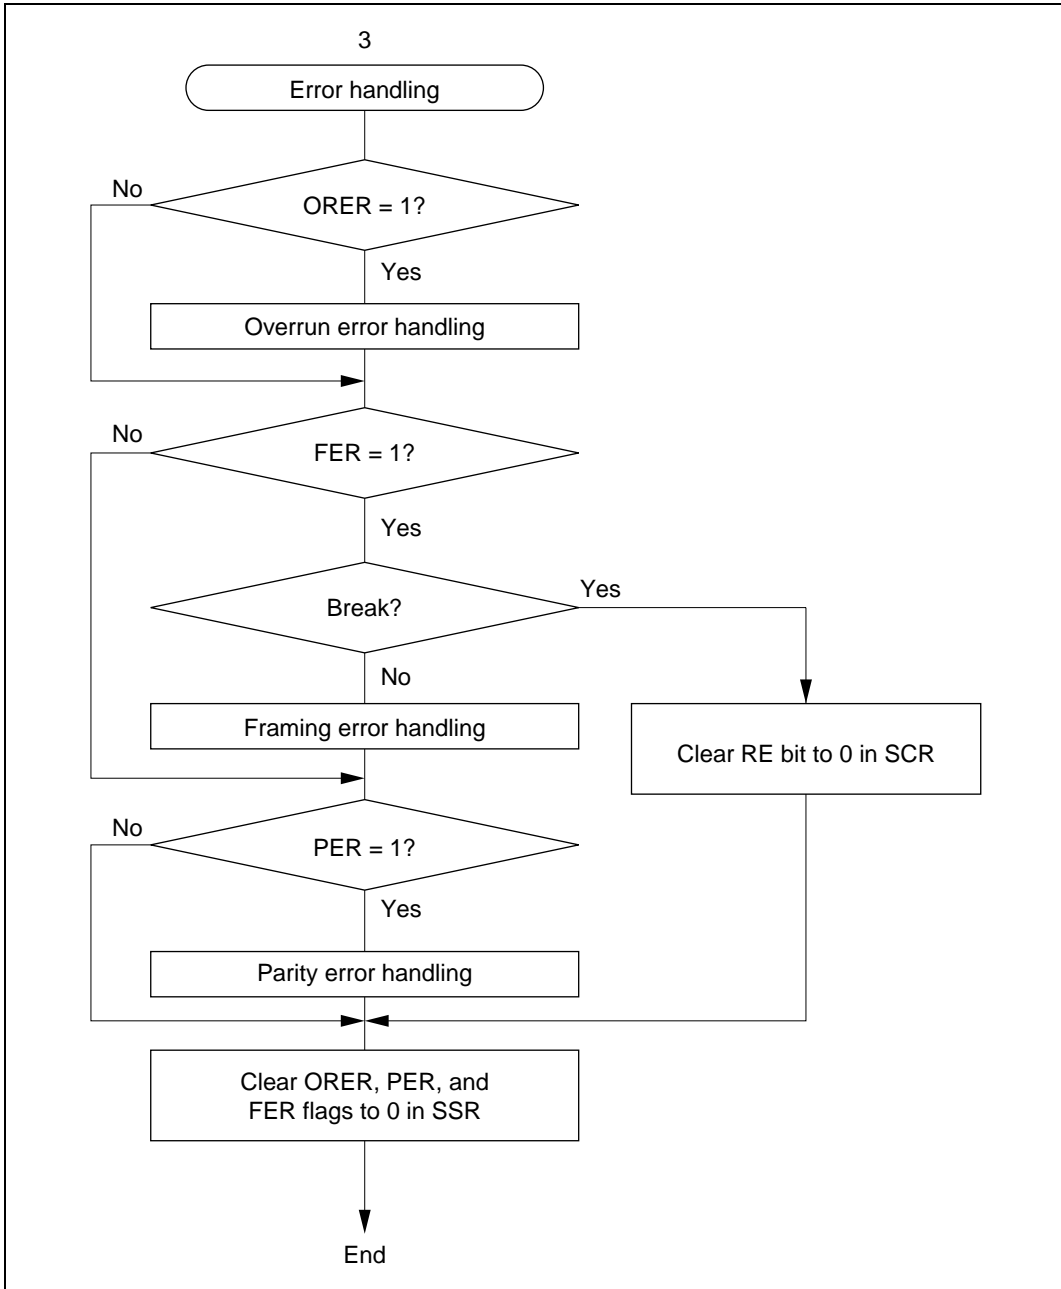 3
Error handling
No
ORER = 1?
Yes
Overrun error handling
No
FER = 1?
Yes
Yes
Break?
No
Framing error handling
Clear RE bit to 0 in SCR
No
PER = 1?
Yes
Parity error handling
Clear ORER, PER, and
FER flags to 0 in SSR
End